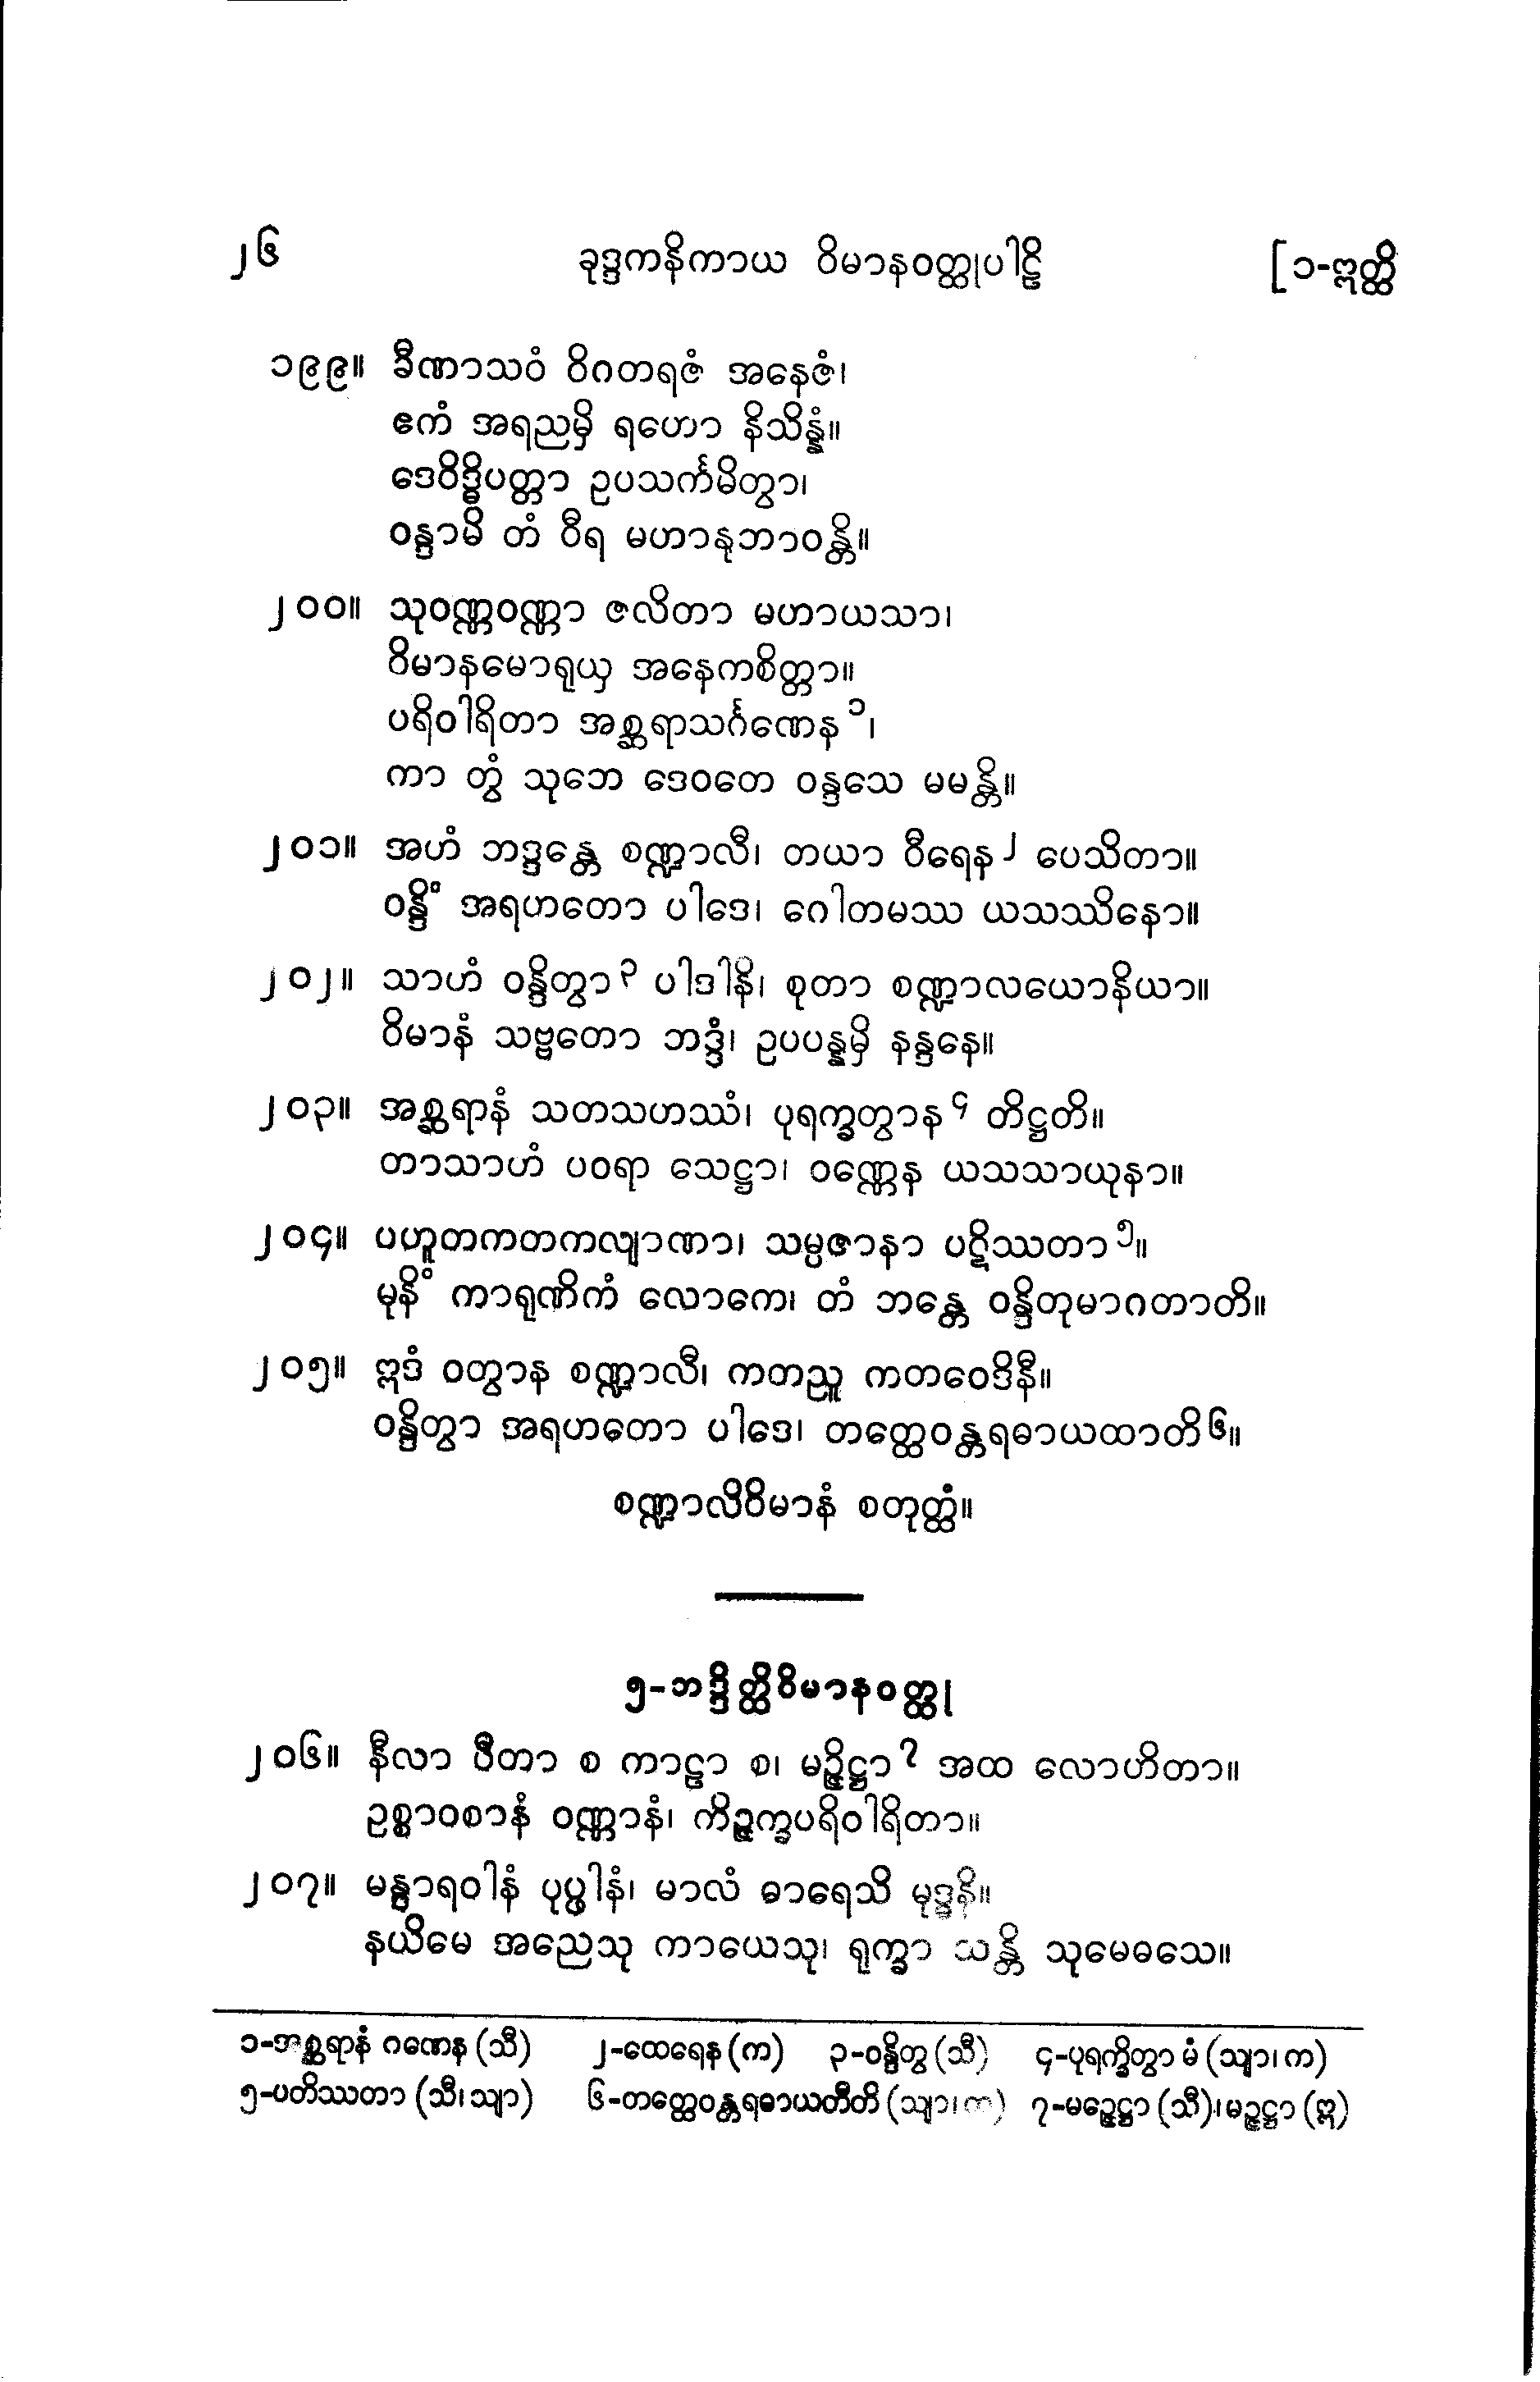 ၂၆ ခုဒ္ဒကနိကာယ ဝိမာနဝတ္ထုပါဠိ [၁-ဣတ္ထိ
၁၉၉။ ခီဏာသဝံ ဝိဂတရဇံ အနေဇံ၊
ဧကံ အရညမှိ ရဟော နိသိန္နံ။
ဒေဝိဒ္ဓိပတ္တာ ဥပသင်္ကမိတွာ၊
ဝန္ဒာမိ တံ ဝီရ မဟာနုဘာဝန္တိ။
၂၀၀။ သုဝဏ္ဏဝဏ္ဏာ ဇလိတာ မဟာယသာ၊
ဝိမာနမောရုယှ အနေကစိတ္တာ။
ပရိဝါရိတာ အစ္ဆရာသင်္ဂဏေန ၁၊
ကာ တွံ သုဘေ ဒေဝတေ ဝန္ဒသေ မမန္တိ။
၂၀၁။ အဟံ ဘဒ္ဒန္တေ စဏ္ဍာလီ၊ တယာ ဝီရေန ၂ ပေသိတာ။
ဝန္ဒိံ အရဟတော ပါဒေ၊ ဂေါတမဿ ယသဿိနော။
၂၀၂။ သာဟံ ဝန္ဒိတွာ ၃ ပါဒါနိ၊ စုတာ စဏ္ဍာလယောနိယာ။
ဝိမာနံ သဗ္ဗတော ဘဒ္ဒံ၊ ဥပပန္နမှိ နန္ဒနေ။
၂၀၃။ အစ္ဆရာနံ သတသဟဿံ၊ ပုရက္ခတွာန ၄ တိဋ္ဌတိ။
တာသာဟံ ပဝရာ သေဋ္ဌာ၊ ဝဏ္ဏေန ယသသာယုနာ။
၂၀၄။ ပဟူတကတကလျာဏာ၊ သမ္ပဇာနာ ပဋိဿတာ ၅။
မုနိံ ကာရုဏိကံ လောကေ၊ တံ ဘန္တေ ဝန္ဒိတုမာဂတာတိ။
၂၀၅။ ဣဒံ ဝတွာန စဏ္ဍာလီ၊ ကတညူ ကတဝေဒိနီ။
ဝန္ဒိတွာ အရဟတော ပါဒေ၊ တတ္ထေဝန္တရဓာယထာတိ ၆။
စဏ္ဍာလိဝိမာနံ စတုတ္ထံ။
၅-ဘဒ္ဒိတ္ထိဝိမာနဝတ္ထု
၂၀၆။ နီလာ ပီတာ စ ကာဠာ စ၊ မဉ္ဇိဋ္ဌာ ၇ အထ လောဟိတာ။
ဥစ္စာဝစာနံ ဝဏ္ဏာနံ၊ ကိဉ္ဇက္ခပရိဝါရိတာ။
၂၀၇။ မန္ဒာရဝါနံ ပုပ္ဖါနံ၊ မာလံ ဓာရေသိ မုဒ္ဓနိ။
နယိမေ အညေသု ကာယေသု၊ ရုက္ခာ သန္တိ သုမေဓသေ။
၁-အစ္ဆရာနံ ဂဏေန (သီ) ၂-ထေရေန (က) ၃-ဝန္ဒိတွ (သီ) ၄-ပုရက္ခိတွာ မံ (သျာ၊ က)
၅-ပတိဿတာ (သီ၊ သျာ) ၆-တတ္ထေဝန္တရဓာယတီတိ (သျာ၊ က) ၇-မဉ္ဇေဋ္ဌာ (သီ)၊ မဉ္ဇဋ္ဌာ (ဣ)